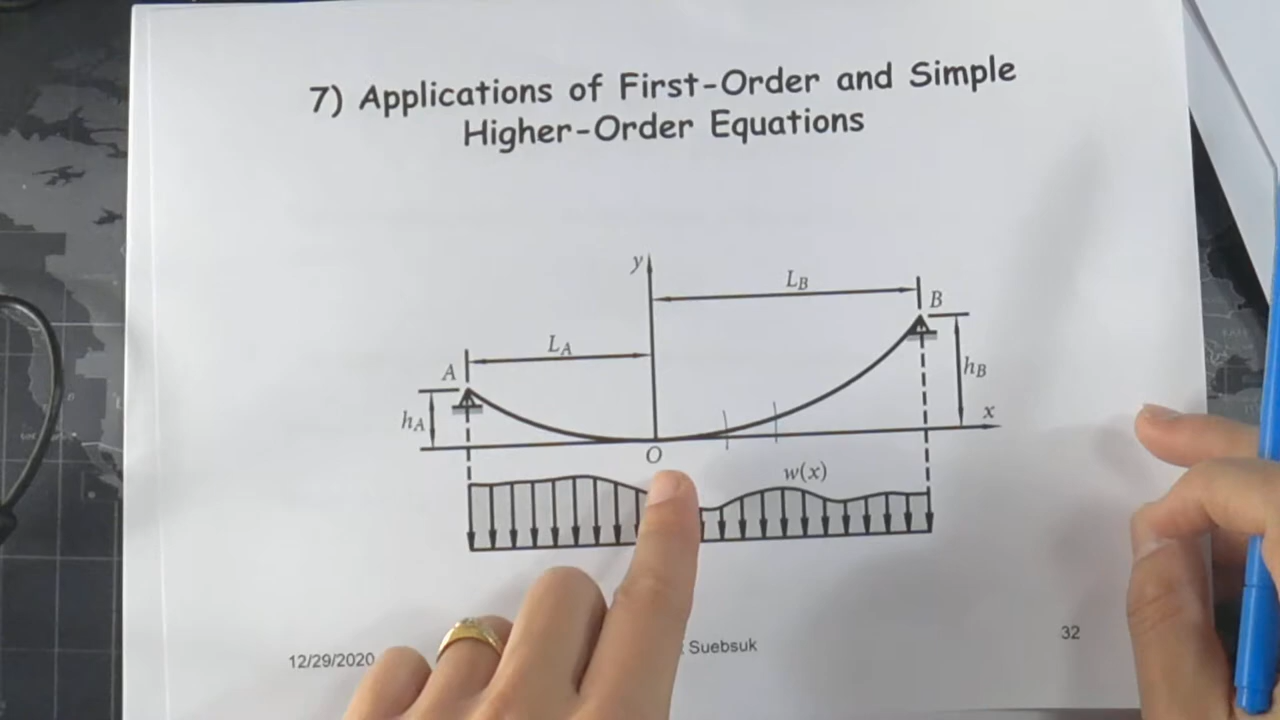 7) Applications of First-Order and Simple
Higher-Order Equations
y
L_B
B
L_A
A
h_B
h_A
x
O
w(x)
12/29/2020
Suebsuk
32